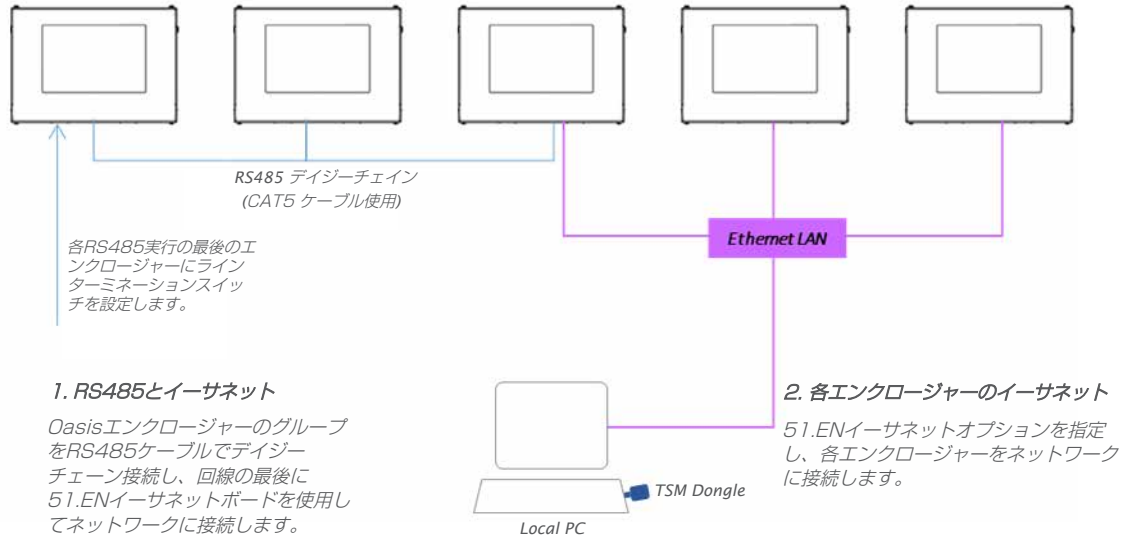 RS485 デイジーチェイン
(CAT5 ケーブル使用)
各RS485実行の最後のエ
ンクロージャーにライン
ターミネーションスイッ
チを設定します。
Ethernet LAN
1. RS485とイーサネット
Oasisエンクロージャーのグループ
をRS485ケーブルでデイジー
チェーン接続し、回線の最後に
51.ENイーサネットボードを使用し
てネットワークに接続します。
TSM Dongle
Local PC
2. 各エンクロージャーのイーサネット
51.ENイーサネットオプションを指定
し、各エンクロージャーをネットワーク
に接続します。